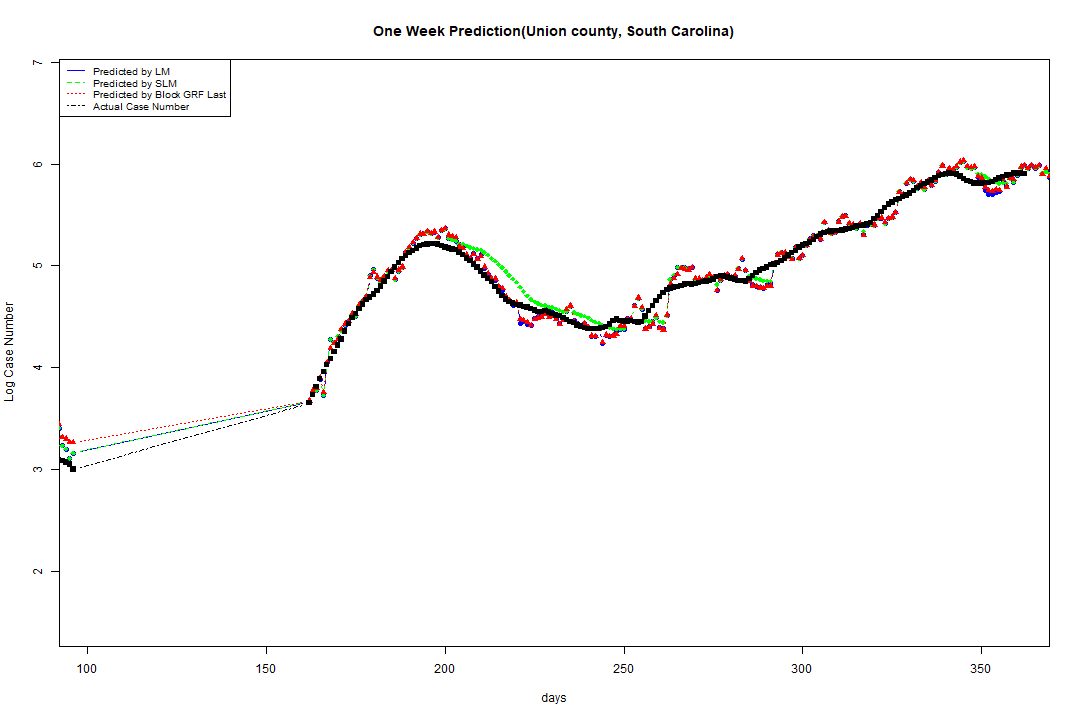 One Week Prediction(Union county, South Carolina)
Predicted by LM
Predicted by SLM
Predicted by Block GRF Last
Actual Case Number
7
6
5
4
3
2
Log Case Number
100 150 200 250 300 350
days